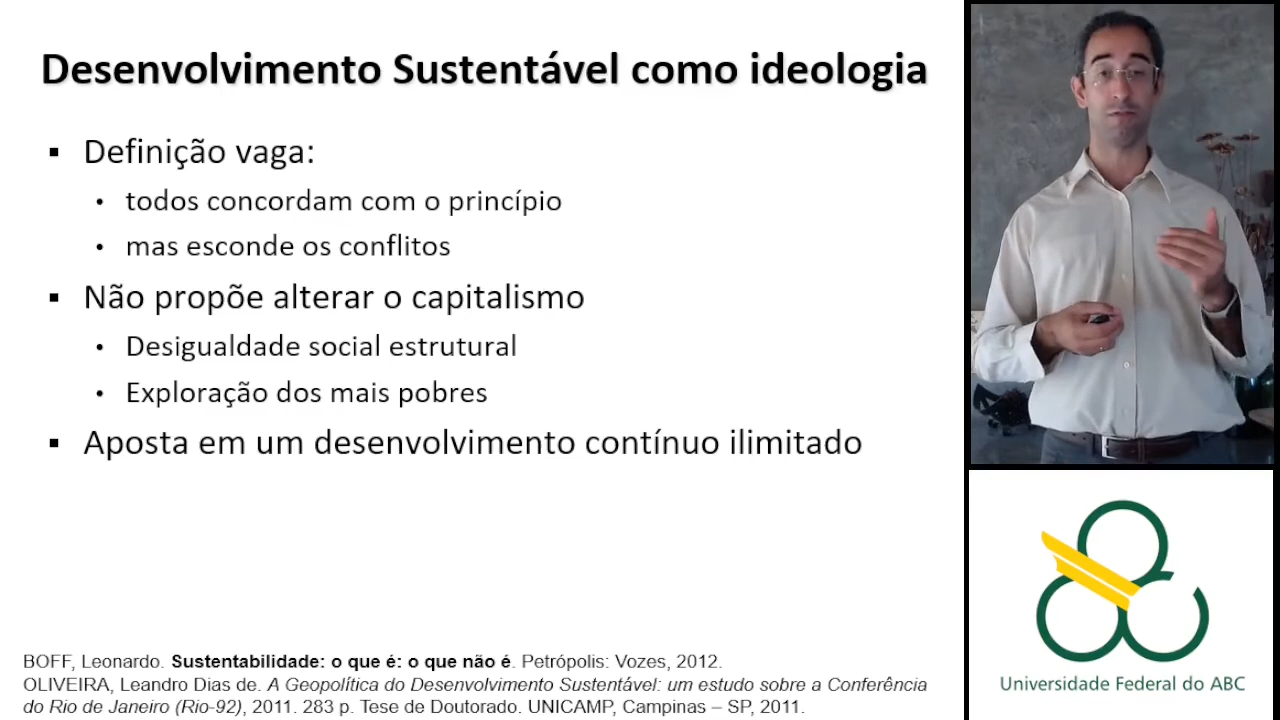 Desenvolvimento Sustentável como ideologia
▪ Definição vaga:
• todos concordam com o princípio
• mas esconde os conflitos
▪ Não propõe alterar o capitalismo
• Desigualdade social estrutural
• Exploração dos mais pobres
▪ Aposta em um desenvolvimento contínuo ilimitado
BOFF, Leonardo. Sustentabilidade: o que é: o que não é. Petrópolis: Vozes, 2012.
OLIVEIRA, Leandro Dias de. A Geopolítica do Desenvolvimento Sustentável: um estudo sobre a Conferência
do Rio de Janeiro (Rio-92), 2011. 283 p. Tese de Doutorado. UNICAMP, Campinas – SP, 2011.
Universidade Federal do ABC